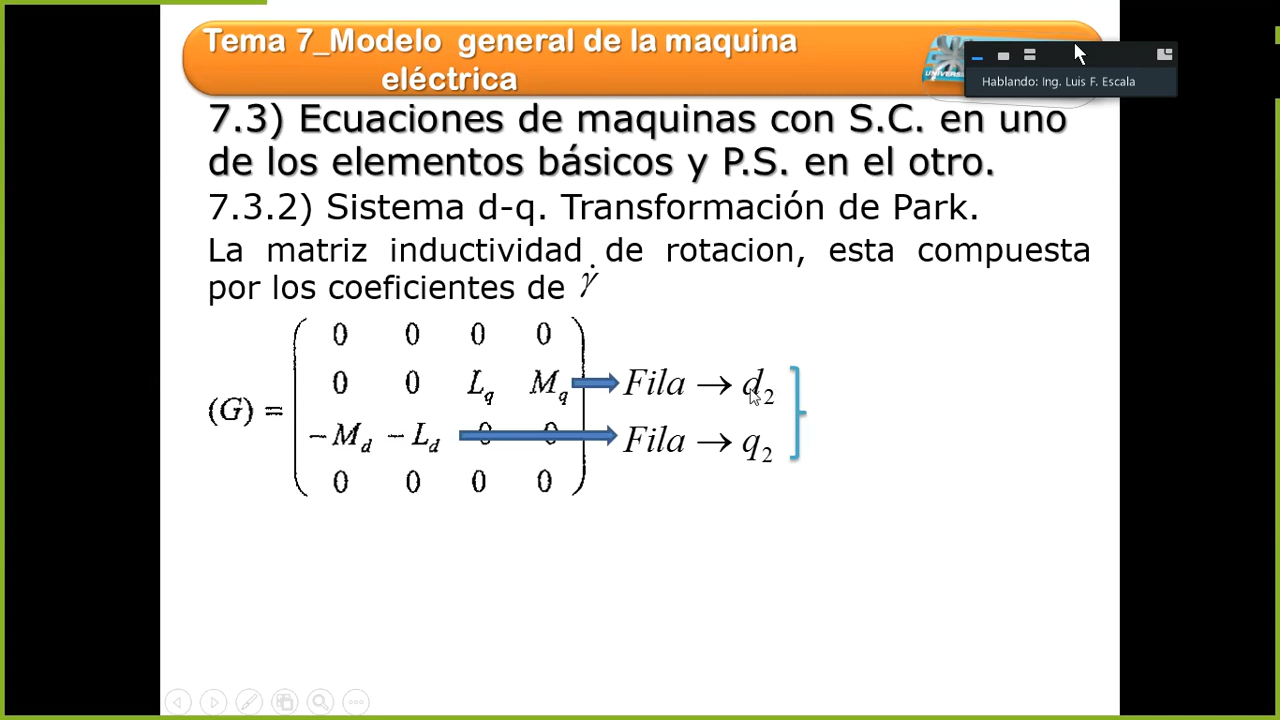 Tema 7_Modelo general de la maquina
eléctrica
UNIVERS
Hablando: Ing. Luis F. Escala
7.3) Ecuaciones de maquinas con S.C. en uno
de los elementos básicos y P.S. en el otro.
7.3.2) Sistema d-q. Transformación de Park.
La matriz inductividad de rotacion, esta compuesta
por los coeficientes de γ̇
0 0 0 0
0 0 L_q M_q → Fila → d₂
(G) =
−M_d −L_d 0 0 → Fila → q₂
0 0 0 0